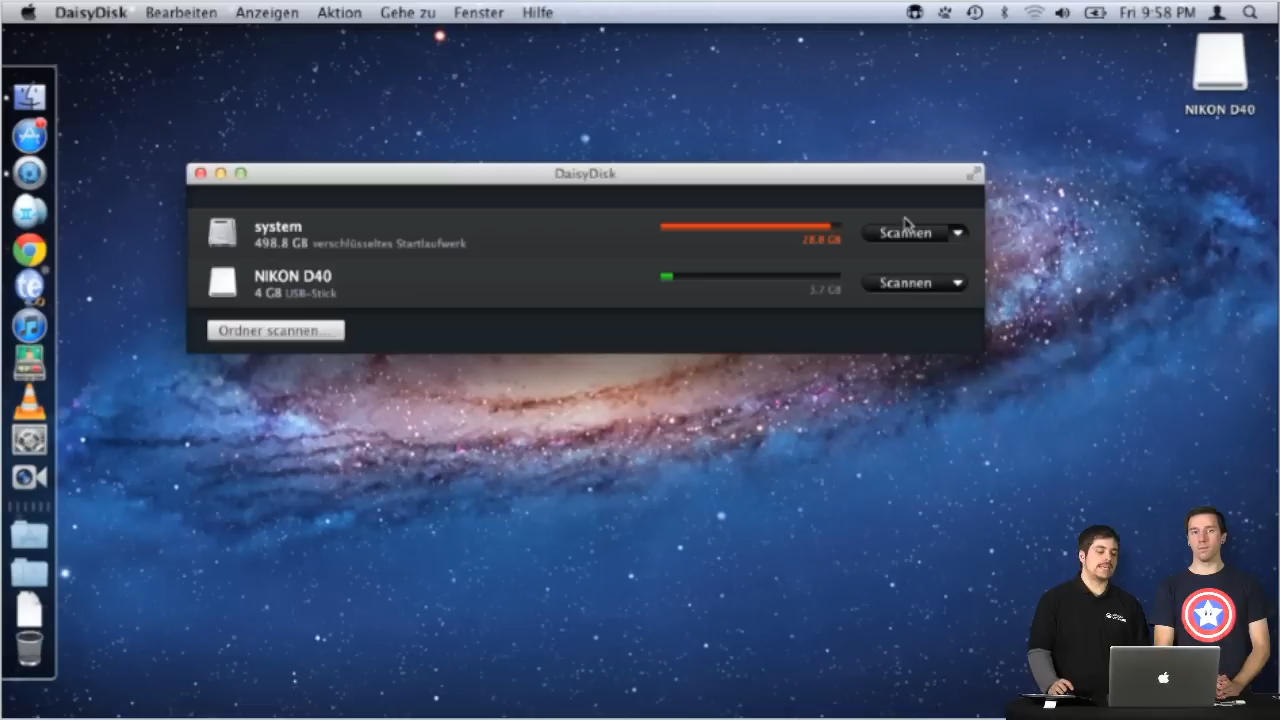 DaisyDisk Bearbeiten Anzeigen Aktion Gehe zu Fenster Hilfe Fri 9:58 PM
NIKON D40
DaisyDisk
system
498.8 GB verschlüsseltes Startlaufwerk
28.8 GB
Scannen
NIKON D40
4 GB USB-Stick
3.7 GB
Scannen
Ordner scannen...